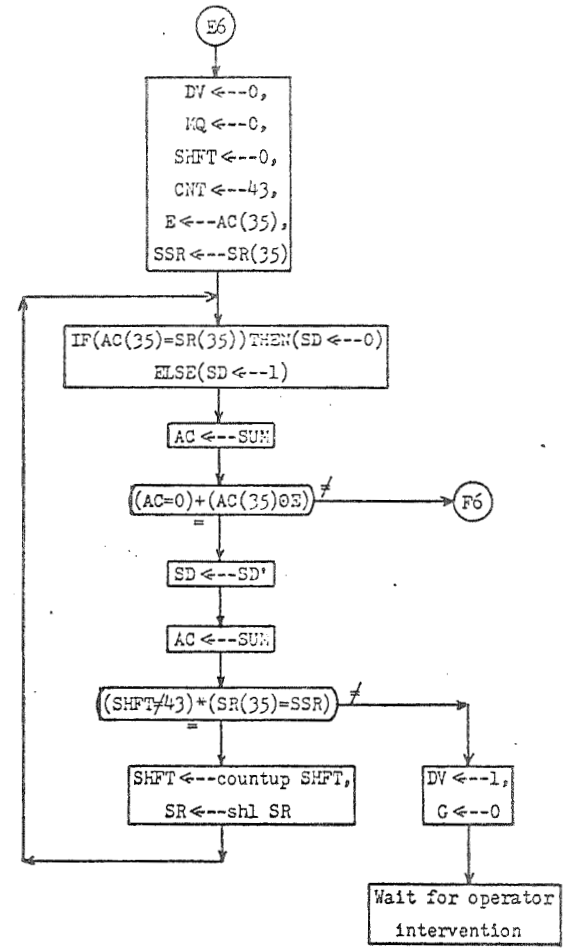 E6
DV <---0,
MQ <---0,
SHFT <---0,
CNT <---43,
E <---AC(35),
SSR <---SR(35)
IF(AC(35)=SR(35))THEN(SD <---0)
ELSE(SD <---1)
AC <---SUM
((AC=0)+(AC(35)⊙E)) ≠
F6
=
SD <---SD'
AC <---SUM
((SHFT≠43)*(SR(35)=SSR) ≠
=
SHFT <---countup SHFT,
SR <---shl SR
DV <---1,
G <---0
Wait for operator
intervention